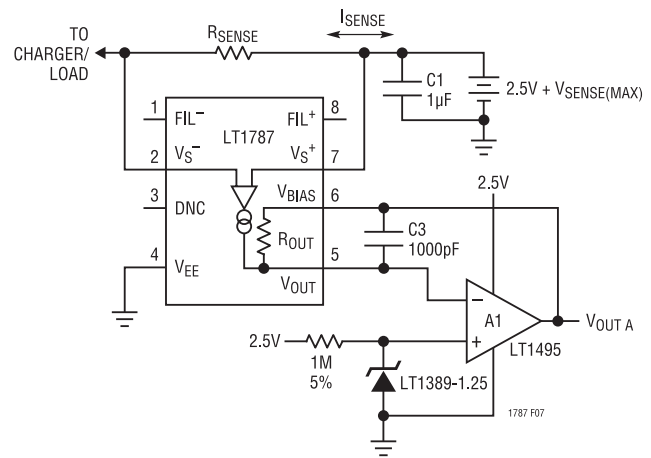 TO
CHARGER/
LOAD
RSENSE
ISENSE
C1
1µF
2.5V + VSENSE(MAX)
1
FIL–
8
FIL+
LT1787
2
VS–
VS+
7
2.5V
3
DNC
VBIAS
6
ROUT
C3
1000pF
4
VEE
VOUT
5
–
A1
+
VOUT A
LT1495
2.5V
1M
5%
LT1389-1.25
1787 F07